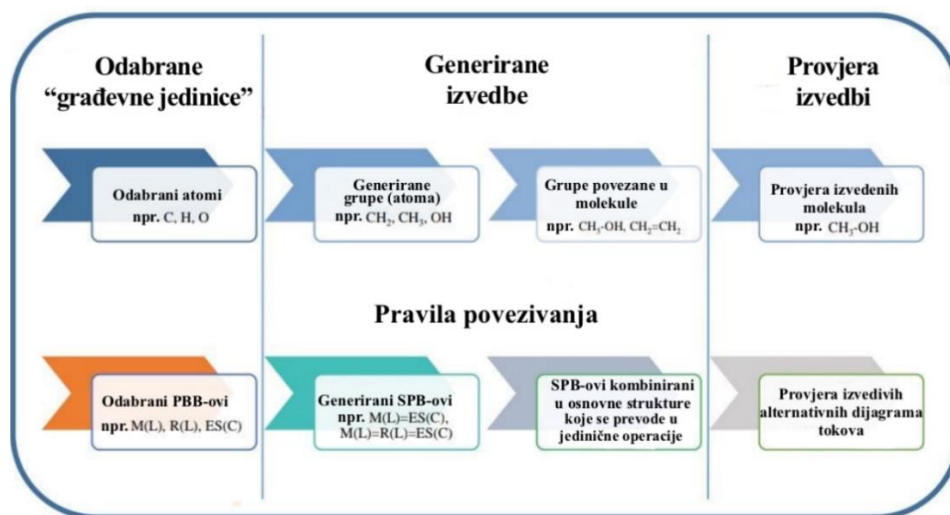 Odabrane
“građevne jedinice”
Generirane
izvedbe
Provjera
izvedbi
Odabrani atomi
npr. C, H, O
Generirane
grupe (atoma)
npr. CH₂, CH₃, OH
Grupe povezane u
molekule
npr. CH₃-OH, CH₂=CH₂
Provjera izvedenih
molekula
npr. CH₃-OH
Pravila povezivanja
Odabrani PBB-ovi
npr. M(L), R(L), ES(C)
Generirani SPB-ovi
npr. M(L)=ES(C),
M(L)=R(L)=ES(C)
SPB-ovi kombinirani
u osnovne strukture
koje se prevode u
jedinične operacije
Provjera izvedivih
alternativnih dijagrama
tokova